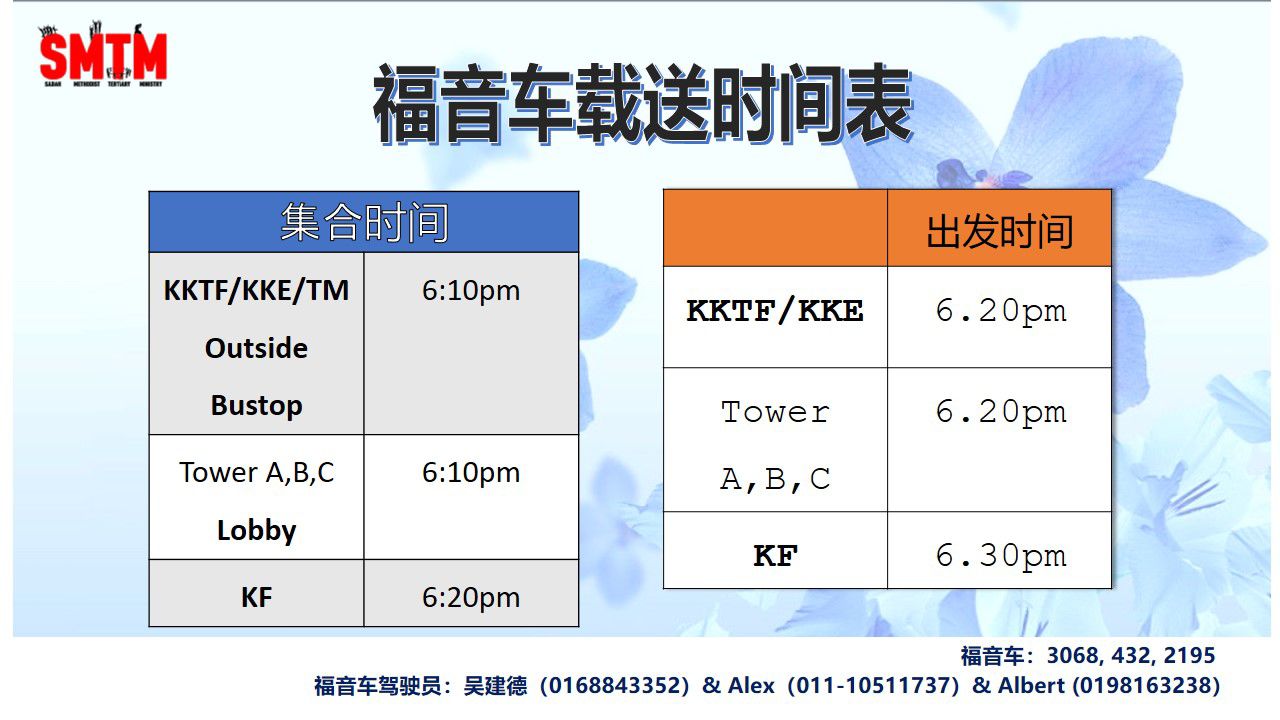 SMTM
SABAH METHODIST TERTIARY MINISTRY
福音车载送时间表
集合时间
KKTF/KKE/TM 6:10pm
Outside
Bustop
Tower A,B,C 6:10pm
Lobby
KF 6:20pm
出发时间
KKTF/KKE 6.20pm
Tower 6.20pm
A,B,C
KF 6.30pm
福音车：3068, 432, 2195
福音车驾驶员：吴建德（0168843352）& Alex（011-10511737）& Albert (0198163238)